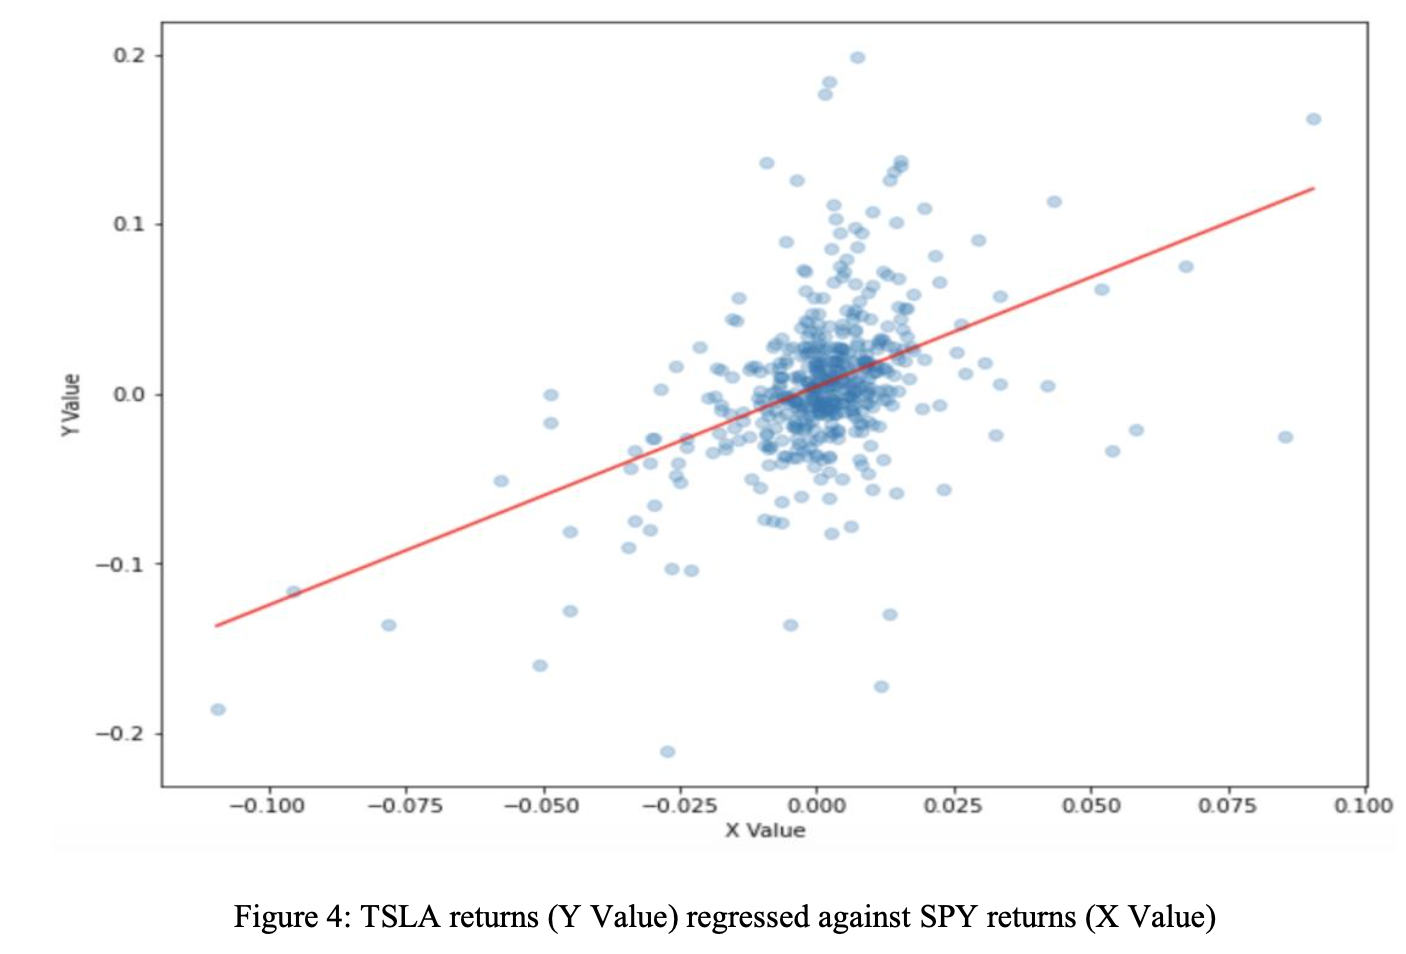 0.2
0.1
0.0
−0.1
−0.2
Y Value
−0.100 −0.075 −0.050 −0.025 0.000 0.025 0.050 0.075 0.100
X Value
Figure 4: TSLA returns (Y Value) regressed against SPY returns (X Value)